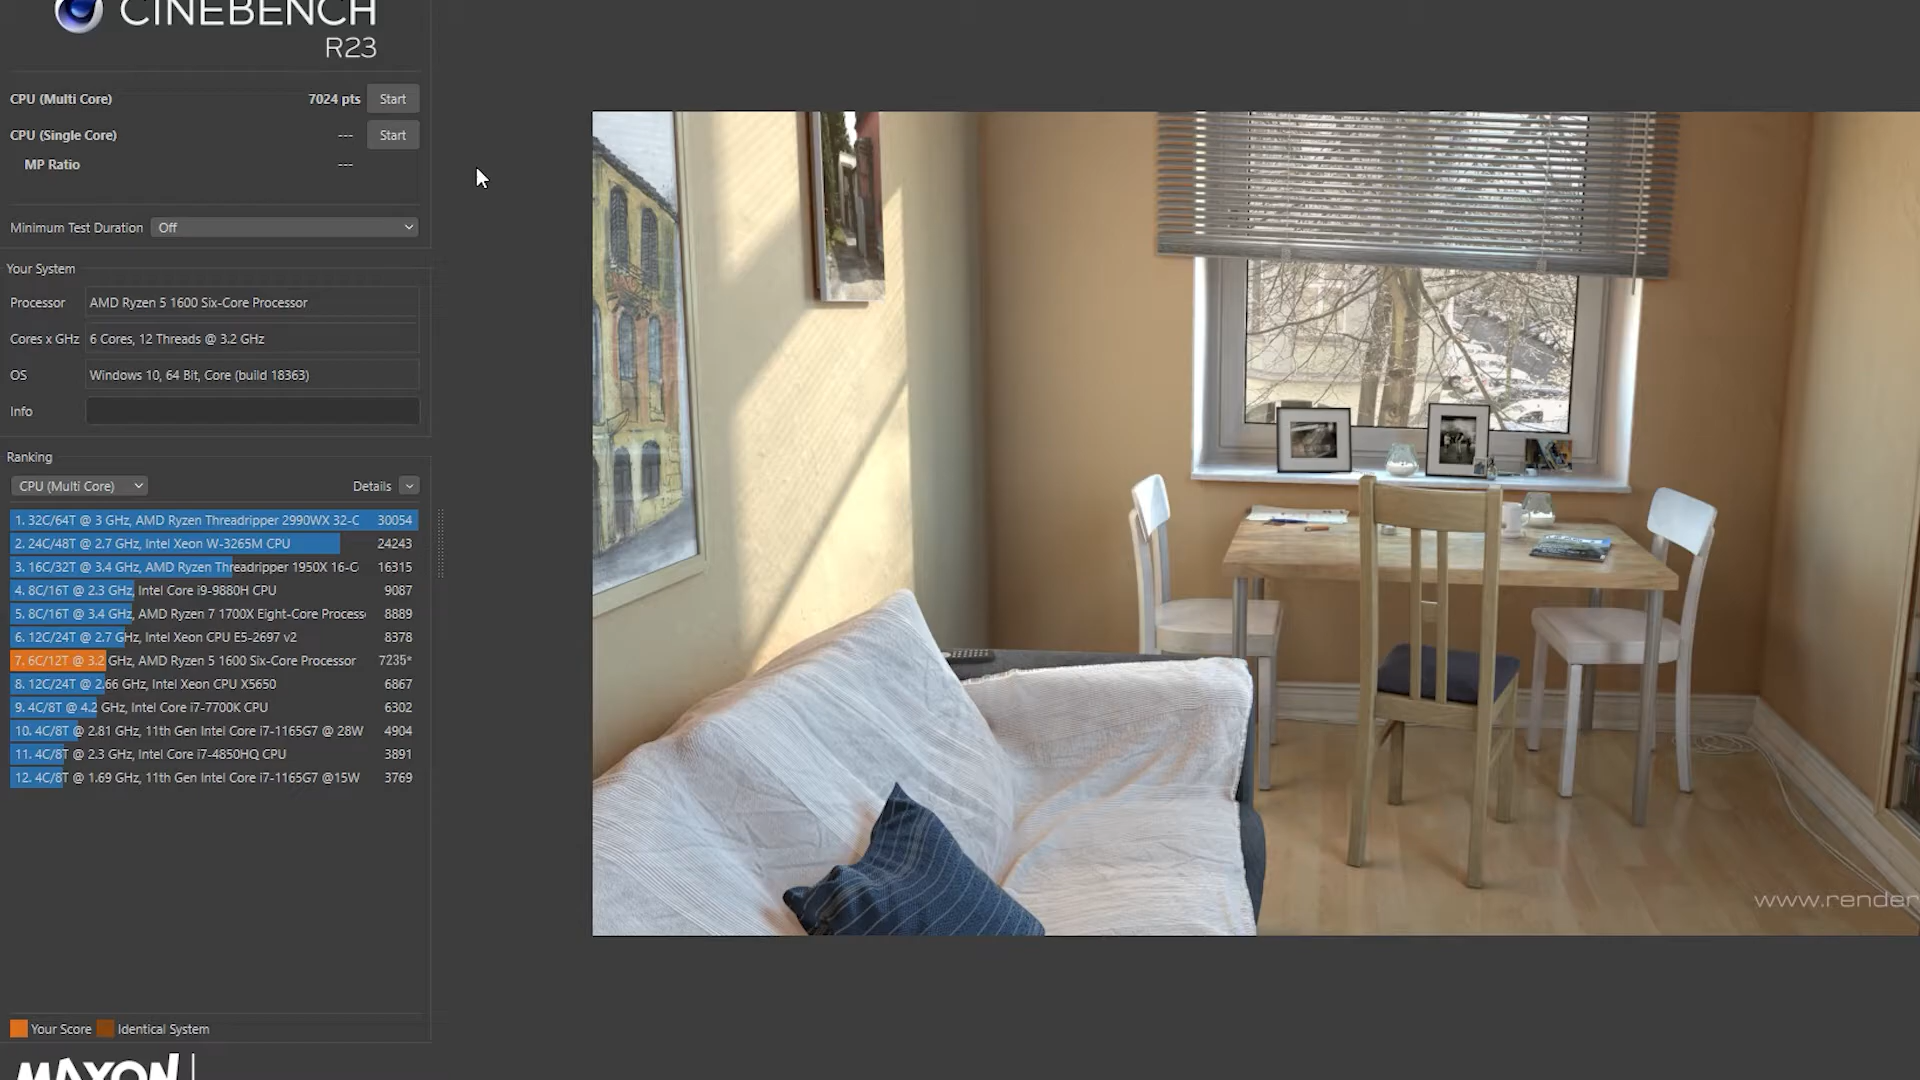 CINEBENCH
R23
CPU (Multi Core) 7024 pts Start
CPU (Single Core) --- Start
MP Ratio ---
Minimum Test Duration Off
Your System
Processor AMD Ryzen 5 1600 Six-Core Processor
Cores x GHz 6 Cores, 12 Threads @ 3.2 GHz
OS Windows 10, 64 Bit, Core (build 18363)
Info
Ranking
CPU (Multi Core) Details
1. 32C/64T @ 3 GHz, AMD Ryzen Threadripper 2990WX 32-C 30054
2. 24C/48T @ 2.7 GHz, Intel Xeon W-3265M CPU 24243
3. 16C/32T @ 3.4 GHz, AMD Ryzen Threadripper 1950X 16-C 16315
4. 8C/16T @ 2.3 GHz, Intel Core i9-9880H CPU 9087
5. 8C/16T @ 3.4 GHz, AMD Ryzen 7 1700X Eight-Core Process 8889
6. 12C/24T @ 2.7 GHz, Intel Xeon CPU E5-2697 v2 8378
7. 6C/12T @ 3.2 GHz, AMD Ryzen 5 1600 Six-Core Processor 7235*
8. 12C/24T @ 2.66 GHz, Intel Xeon CPU X5650 6867
9. 4C/8T @ 4.2 GHz, Intel Core i7-7700K CPU 6302
10. 4C/8T @ 2.81 GHz, 11th Gen Intel Core i7-1165G7 @ 28W 4904
11. 4C/8T @ 2.3 GHz, Intel Core i7-4850HQ CPU 3891
12. 4C/8T @ 1.69 GHz, 11th Gen Intel Core i7-1165G7 @15W 3769
www.render
Your Score Identical System
MAXON